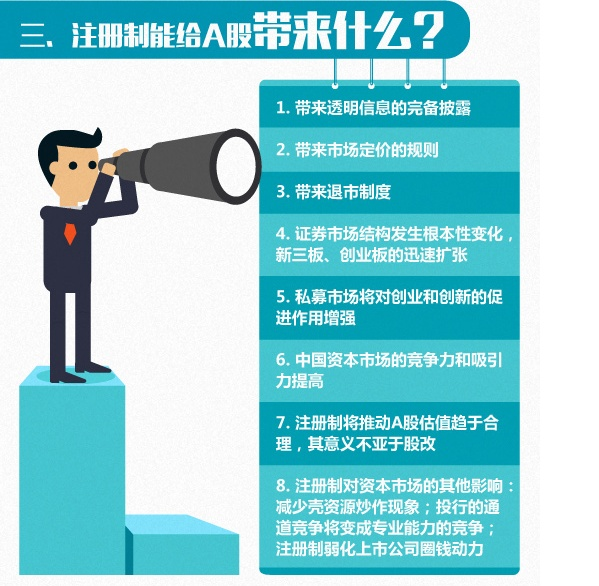 三、注册制能给A股带来什么？
1. 带来透明信息的完备披露
2. 带来市场定价的规则
3. 带来退市制度
4. 证券市场结构发生根本性变化，
新三板、创业板的迅速扩张
5. 私募市场将对创业和创新的促
进作用增强
6. 中国资本市场的竞争力和吸引
力提高
7. 注册制将推动A股估值趋于合
理，其意义不亚于股改
8. 注册制对资本市场的其他影响：
减少壳资源炒作现象；投行的通
道竞争将变成专业能力的竞争；
注册制弱化上市公司圈钱动力